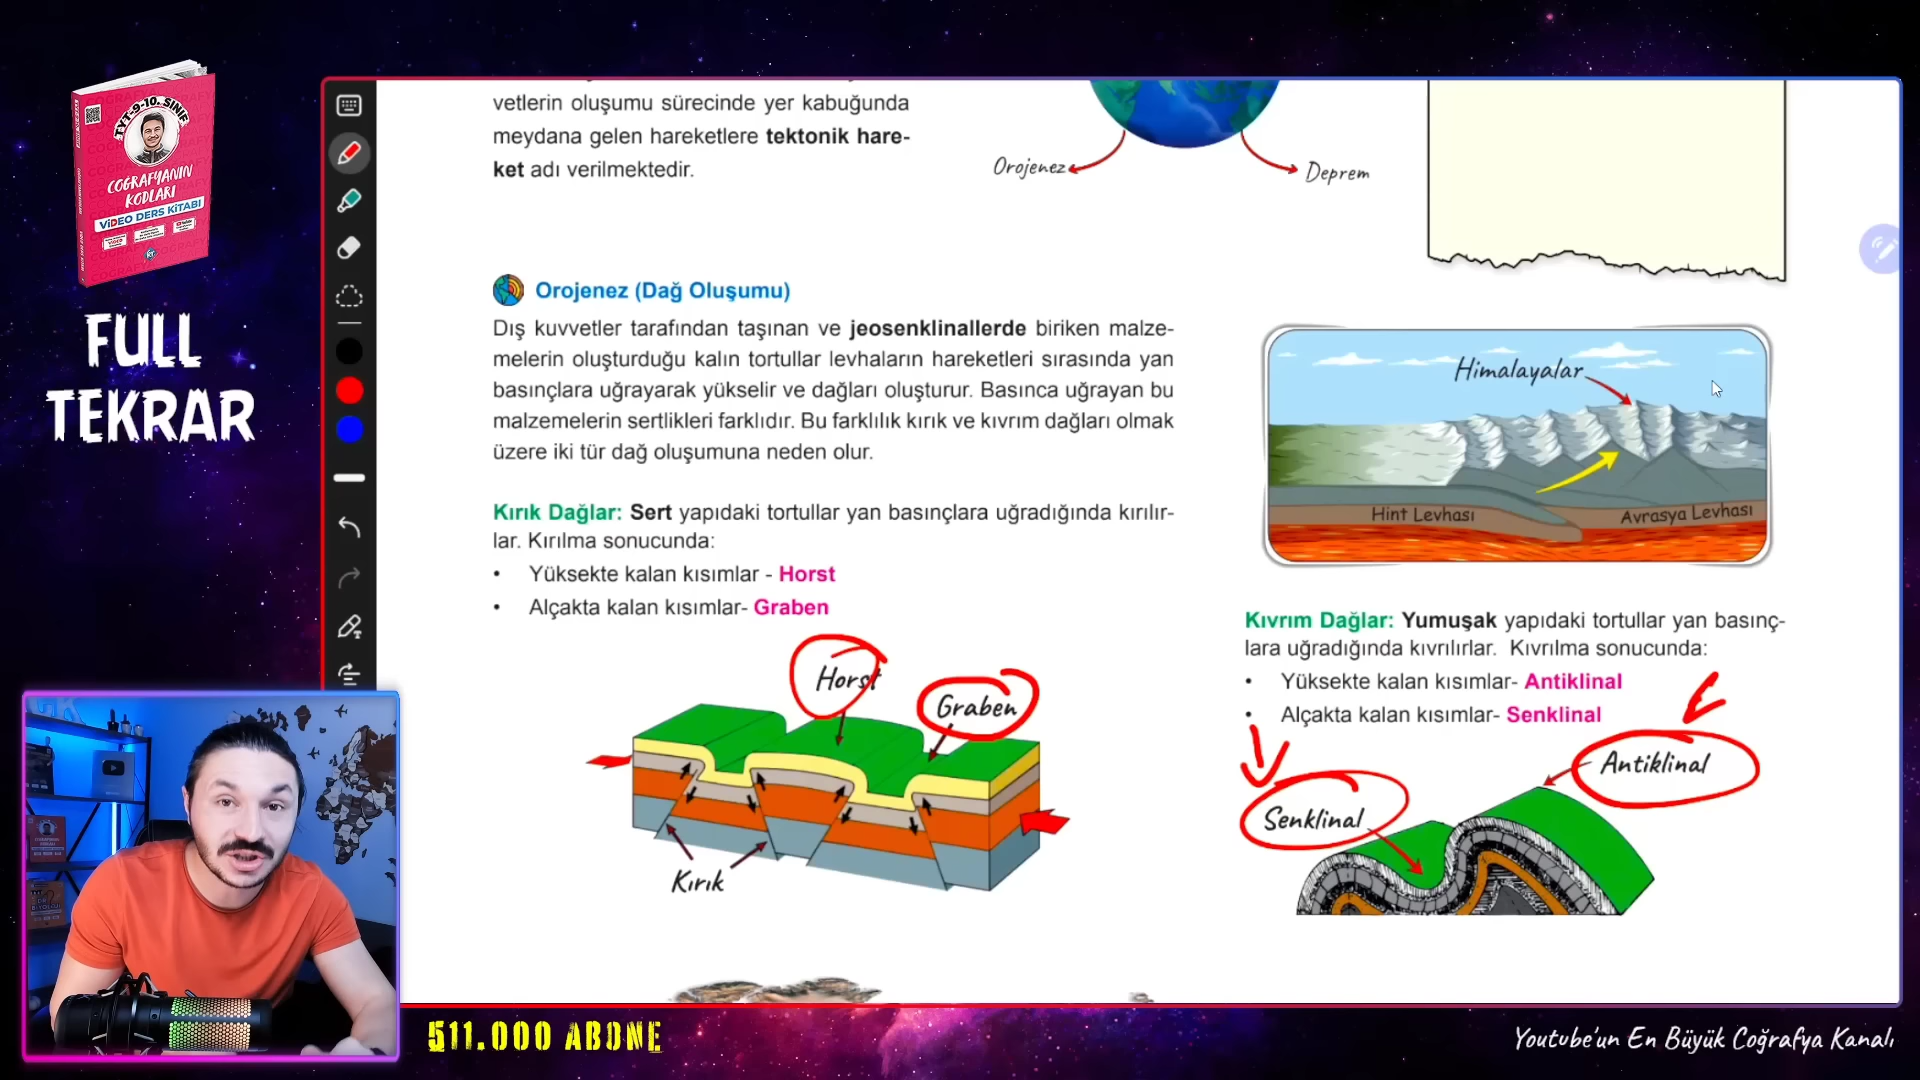 TYT-9-10. SINIF
COĞRAFYANIN
KODLARI
VİDEO DERS KİTABI
FULL
TEKRAR
vetlerin oluşumu sürecinde yer kabuğunda
meydana gelen hareketlere tektonik hare-
ket adı verilmektedir.
Orojenez
Deprem
Orojenez (Dağ Oluşumu)
Dış kuvvetler tarafından taşınan ve jeosenklinallerde biriken malze-
melerin oluşturduğu kalın tortullar levhaların hareketleri sırasında yan
basınçlara uğrayarak yükselir ve dağları oluşturur. Basınca uğrayan bu
malzemelerin sertlikleri farklıdır. Bu farklılık kırık ve kıvrım dağları olmak
üzere iki tür dağ oluşumuna neden olur.
Kırık Dağlar: Sert yapıdaki tortullar yan basınçlara uğradığında kırılır-
lar. Kırılma sonucunda:
• Yüksekte kalan kısımlar - Horst
• Alçakta kalan kısımlar- Graben
Horst
Graben
Kırık
Himalayalar
Hint Levhası
Avrasya Levhası
Kıvrım Dağlar: Yumuşak yapıdaki tortullar yan basınç-
lara uğradığında kıvrılırlar. Kıvrılma sonucunda:
• Yüksekte kalan kısımlar- Antiklinal
• Alçakta kalan kısımlar- Senklinal
Antiklinal
Senklinal
511.000 ABONE
Youtube'un En Büyük Coğrafya Kanalı